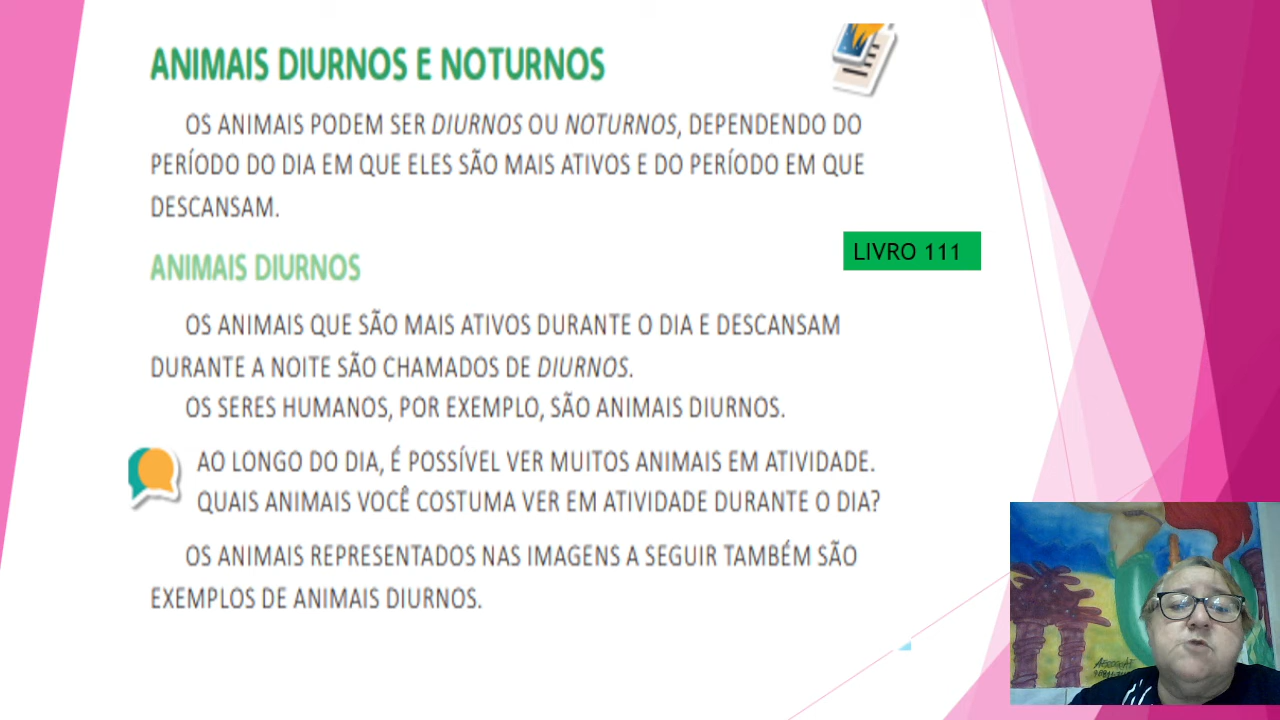 ANIMAIS DIURNOS E NOTURNOS
OS ANIMAIS PODEM SER DIURNOS OU NOTURNOS, DEPENDENDO DO
PERÍODO DO DIA EM QUE ELES SÃO MAIS ATIVOS E DO PERÍODO EM QUE
DESCANSAM.
LIVRO 111
ANIMAIS DIURNOS
OS ANIMAIS QUE SÃO MAIS ATIVOS DURANTE O DIA E DESCANSAM
DURANTE A NOITE SÃO CHAMADOS DE DIURNOS.
OS SERES HUMANOS, POR EXEMPLO, SÃO ANIMAIS DIURNOS.
AO LONGO DO DIA, É POSSÍVEL VER MUITOS ANIMAIS EM ATIVIDADE.
QUAIS ANIMAIS VOCÊ COSTUMA VER EM ATIVIDADE DURANTE O DIA?
OS ANIMAIS REPRESENTADOS NAS IMAGENS A SEGUIR TAMBÉM SÃO
EXEMPLOS DE ANIMAIS DIURNOS.